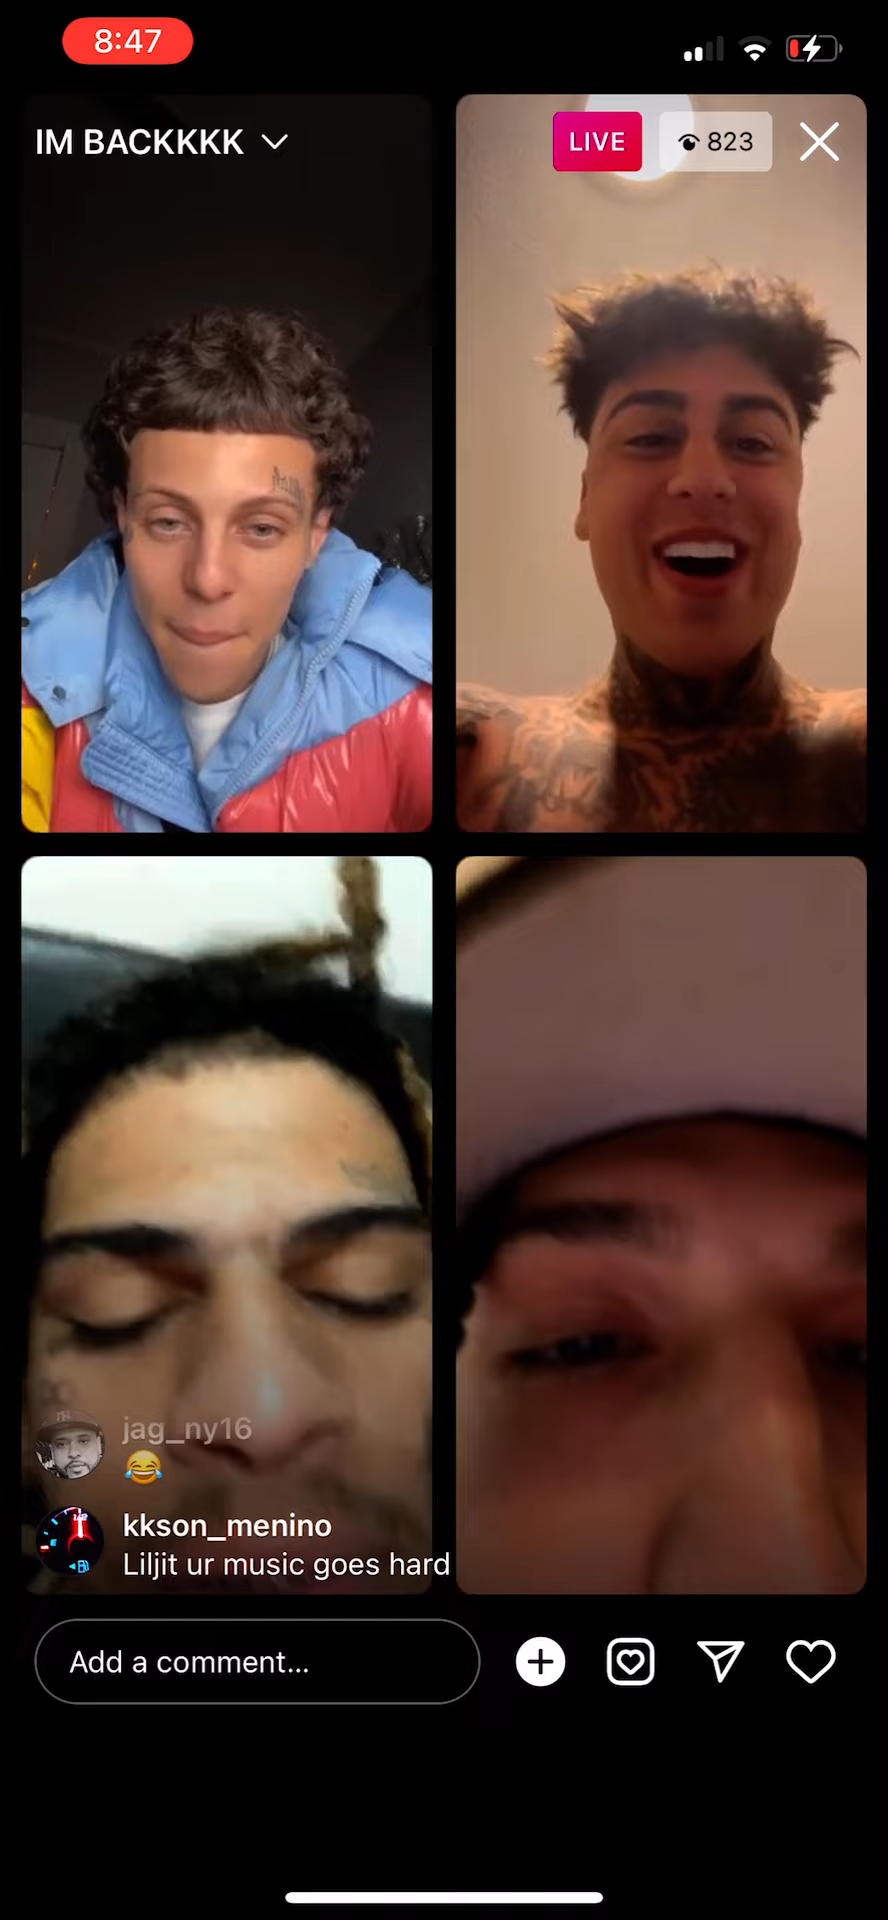 8:47
IM BACKKKK
LIVE
823
jag_ny16
😂
kkson_menino
Liljit ur music goes hard
Add a comment...